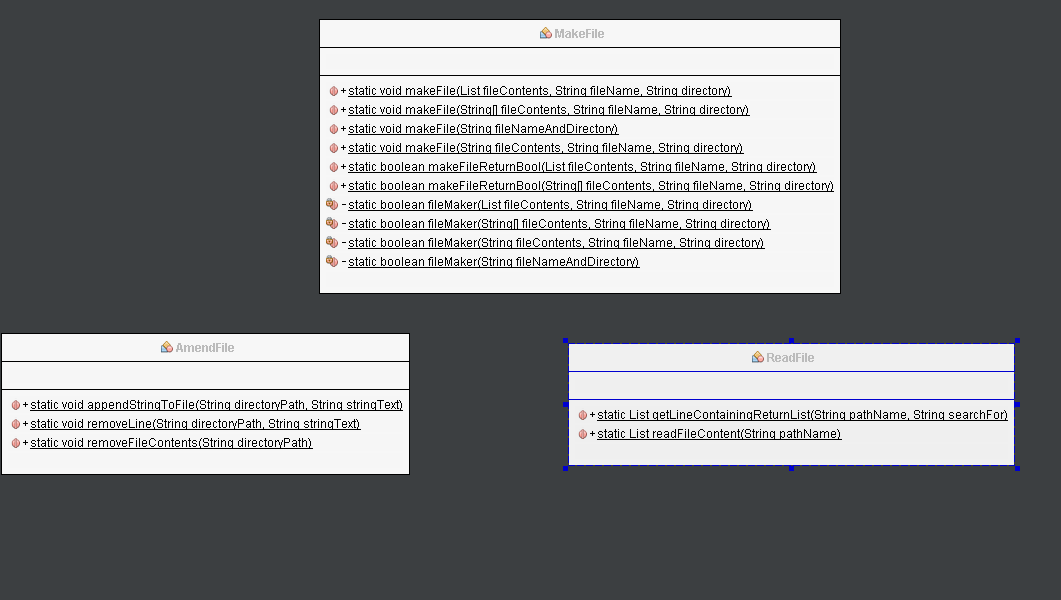 MakeFile
+static void makeFile(List fileContents, String fileName, String directory)
+static void makeFile(String[] fileContents, String fileName, String directory)
+static void makeFile(String fileNameAndDirectory)
+static void makeFile(String fileContents, String fileName, String directory)
+static boolean makeFileReturnBool(List fileContents, String fileName, String directory)
+static boolean makeFileReturnBool(String[] fileContents, String fileName, String directory)
-static boolean fileMaker(List fileContents, String fileName, String directory)
-static boolean fileMaker(String[] fileContents, String fileName, String directory)
-static boolean fileMaker(String fileContents, String fileName, String directory)
-static boolean fileMaker(String fileNameAndDirectory)
AmendFile
+static void appendStringToFile(String directoryPath, String stringText)
+static void removeLine(String directoryPath, String stringText)
+static void removeFileContents(String directoryPath)
ReadFile
+static List getLineContainingReturnList(String pathName, String searchFor)
+static List readFileContent(String pathName)